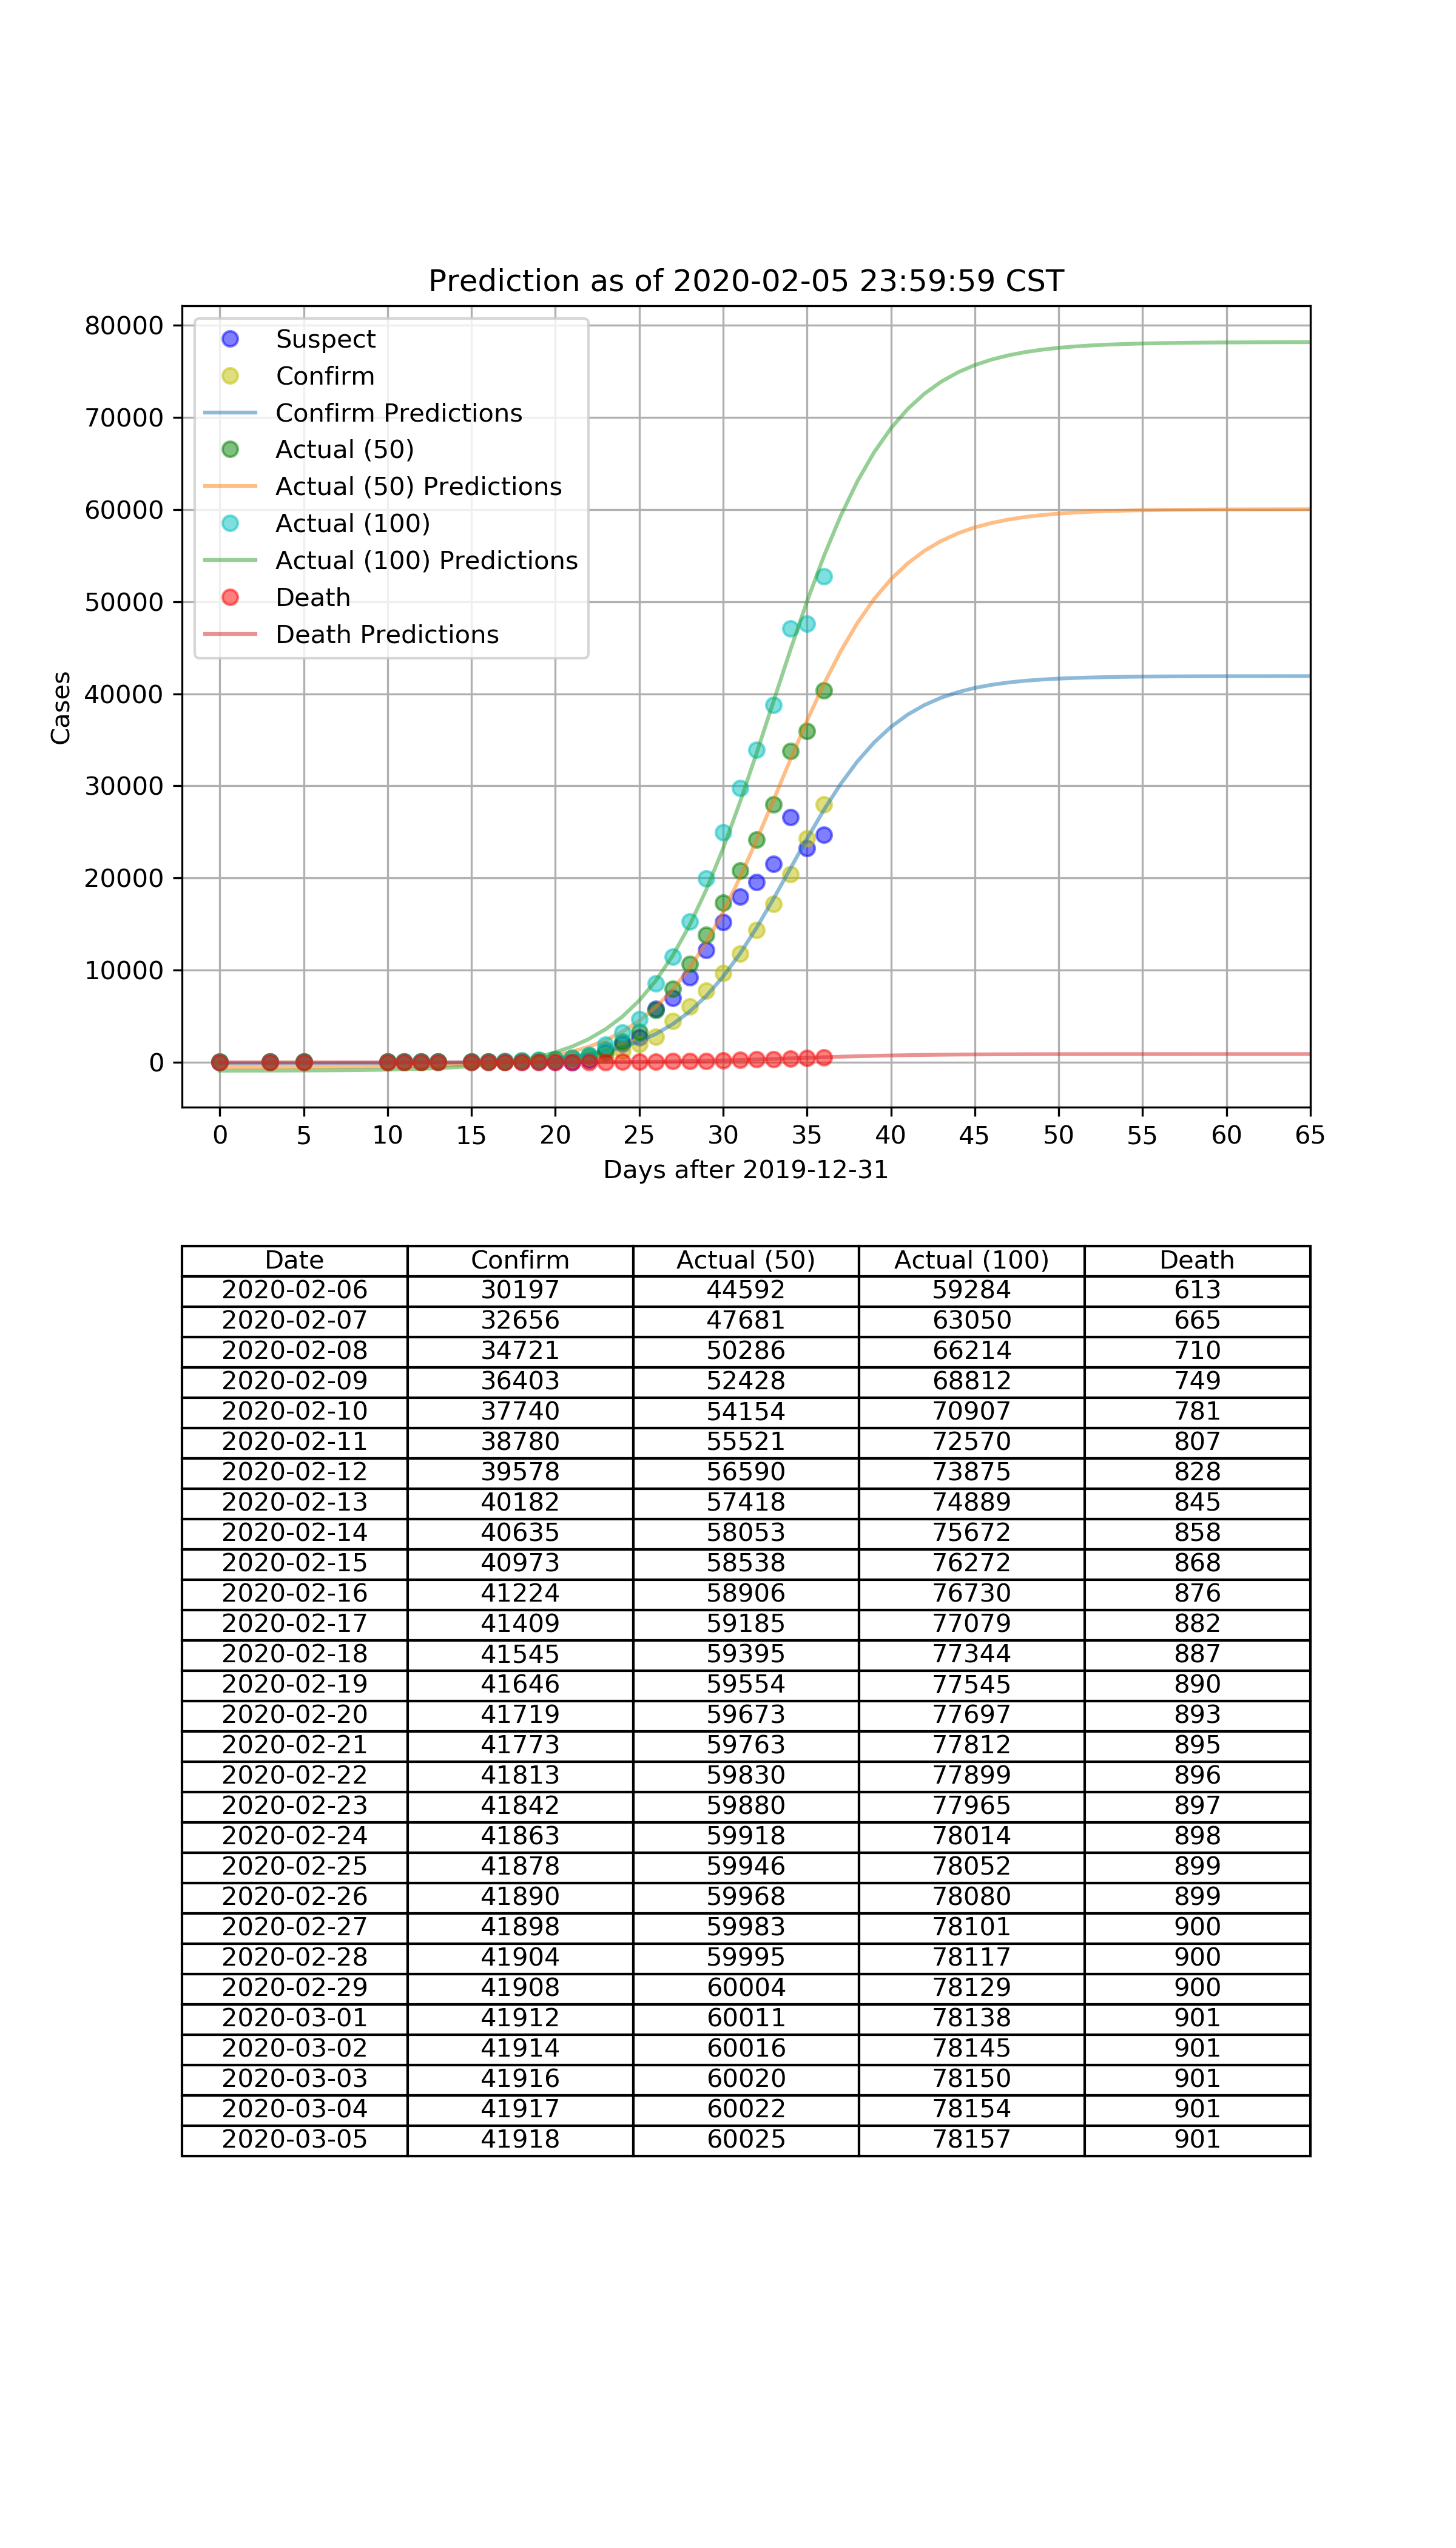 Prediction as of 2020-02-05 23:59:59 CST
80000
70000
60000
50000
40000
30000
20000
10000
0
Cases
Suspect
Confirm
Confirm Predictions
Actual (50)
Actual (50) Predictions
Actual (100)
Actual (100) Predictions
Death
Death Predictions
0 5 10 15 20 25 30 35 40 45 50 55 60 65
Days after 2019-12-31
Date Confirm Actual (50) Actual (100) Death
2020-02-06 30197 44592 59284 613
2020-02-07 32656 47681 63050 665
2020-02-08 34721 50286 66214 710
2020-02-09 36403 52428 68812 749
2020-02-10 37740 54154 70907 781
2020-02-11 38780 55521 72570 807
2020-02-12 39578 56590 73875 828
2020-02-13 40182 57418 74889 845
2020-02-14 40635 58053 75672 858
2020-02-15 40973 58538 76272 868
2020-02-16 41224 58906 76730 876
2020-02-17 41409 59185 77079 882
2020-02-18 41545 59395 77344 887
2020-02-19 41646 59554 77545 890
2020-02-20 41719 59673 77697 893
2020-02-21 41773 59763 77812 895
2020-02-22 41813 59830 77899 896
2020-02-23 41842 59880 77965 897
2020-02-24 41863 59918 78014 898
2020-02-25 41878 59946 78052 899
2020-02-26 41890 59968 78080 899
2020-02-27 41898 59983 78101 900
2020-02-28 41904 59995 78117 900
2020-02-29 41908 60004 78129 900
2020-03-01 41912 60011 78138 901
2020-03-02 41914 60016 78145 901
2020-03-03 41916 60020 78150 901
2020-03-04 41917 60022 78154 901
2020-03-05 41918 60025 78157 901